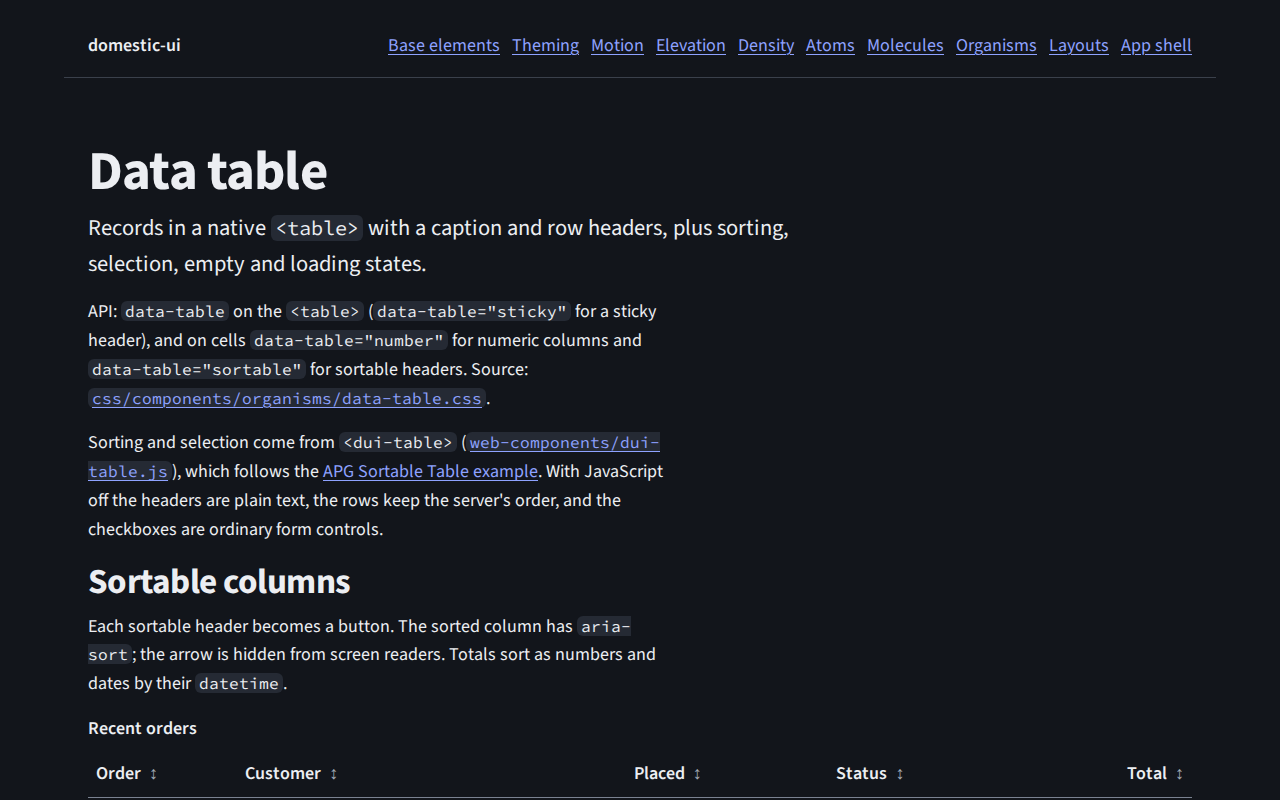 domestic-ui
Base elements Theming Motion Elevation Density Atoms Molecules Organisms Layouts App shell
Data table
Records in a native <table> with a caption and row headers, plus sorting,
selection, empty and loading states.
API: data-table on the <table> (data-table="sticky" for a sticky
header), and on cells data-table="number" for numeric columns and
data-table="sortable" for sortable headers. Source:
css/components/organisms/data-table.css.
Sorting and selection come from <dui-table> (web-components/dui-
table.js), which follows the APG Sortable Table example. With JavaScript
off the headers are plain text, the rows keep the server's order, and the
checkboxes are ordinary form controls.
Sortable columns
Each sortable header becomes a button. The sorted column has aria-
sort; the arrow is hidden from screen readers. Totals sort as numbers and
dates by their datetime.
Recent orders
Order ↕ Customer ↕ Placed ↕ Status ↕ Total ↕